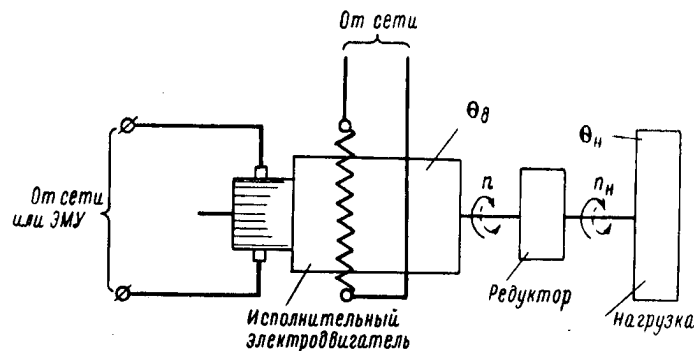 От сети
Θд
Θн
От сети
или ЭМУ
n
nн
Редуктор
Исполнительный
электродвигатель
Нагрузка